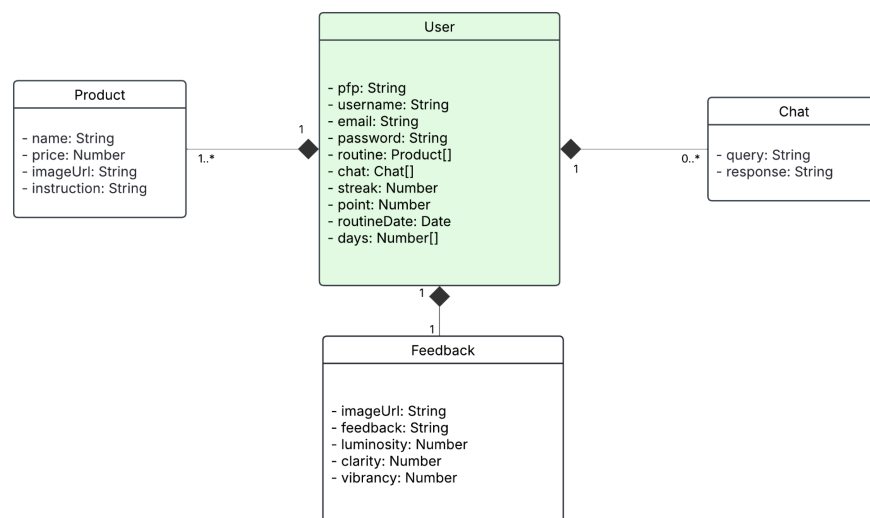 User
- pfp: String
- username: String
- email: String
- password: String
- routine: Product[]
- chat: Chat[]
- streak: Number
- point: Number
- routineDate: Date
- days: Number[]
Product
- name: String
- price: Number
- imageUrl: String
- instruction: String
1
1..*
Chat
- query: String
- response: String
0..*
1
1
1
Feedback
- imageUrl: String
- feedback: String
- luminosity: Number
- clarity: Number
- vibrancy: Number